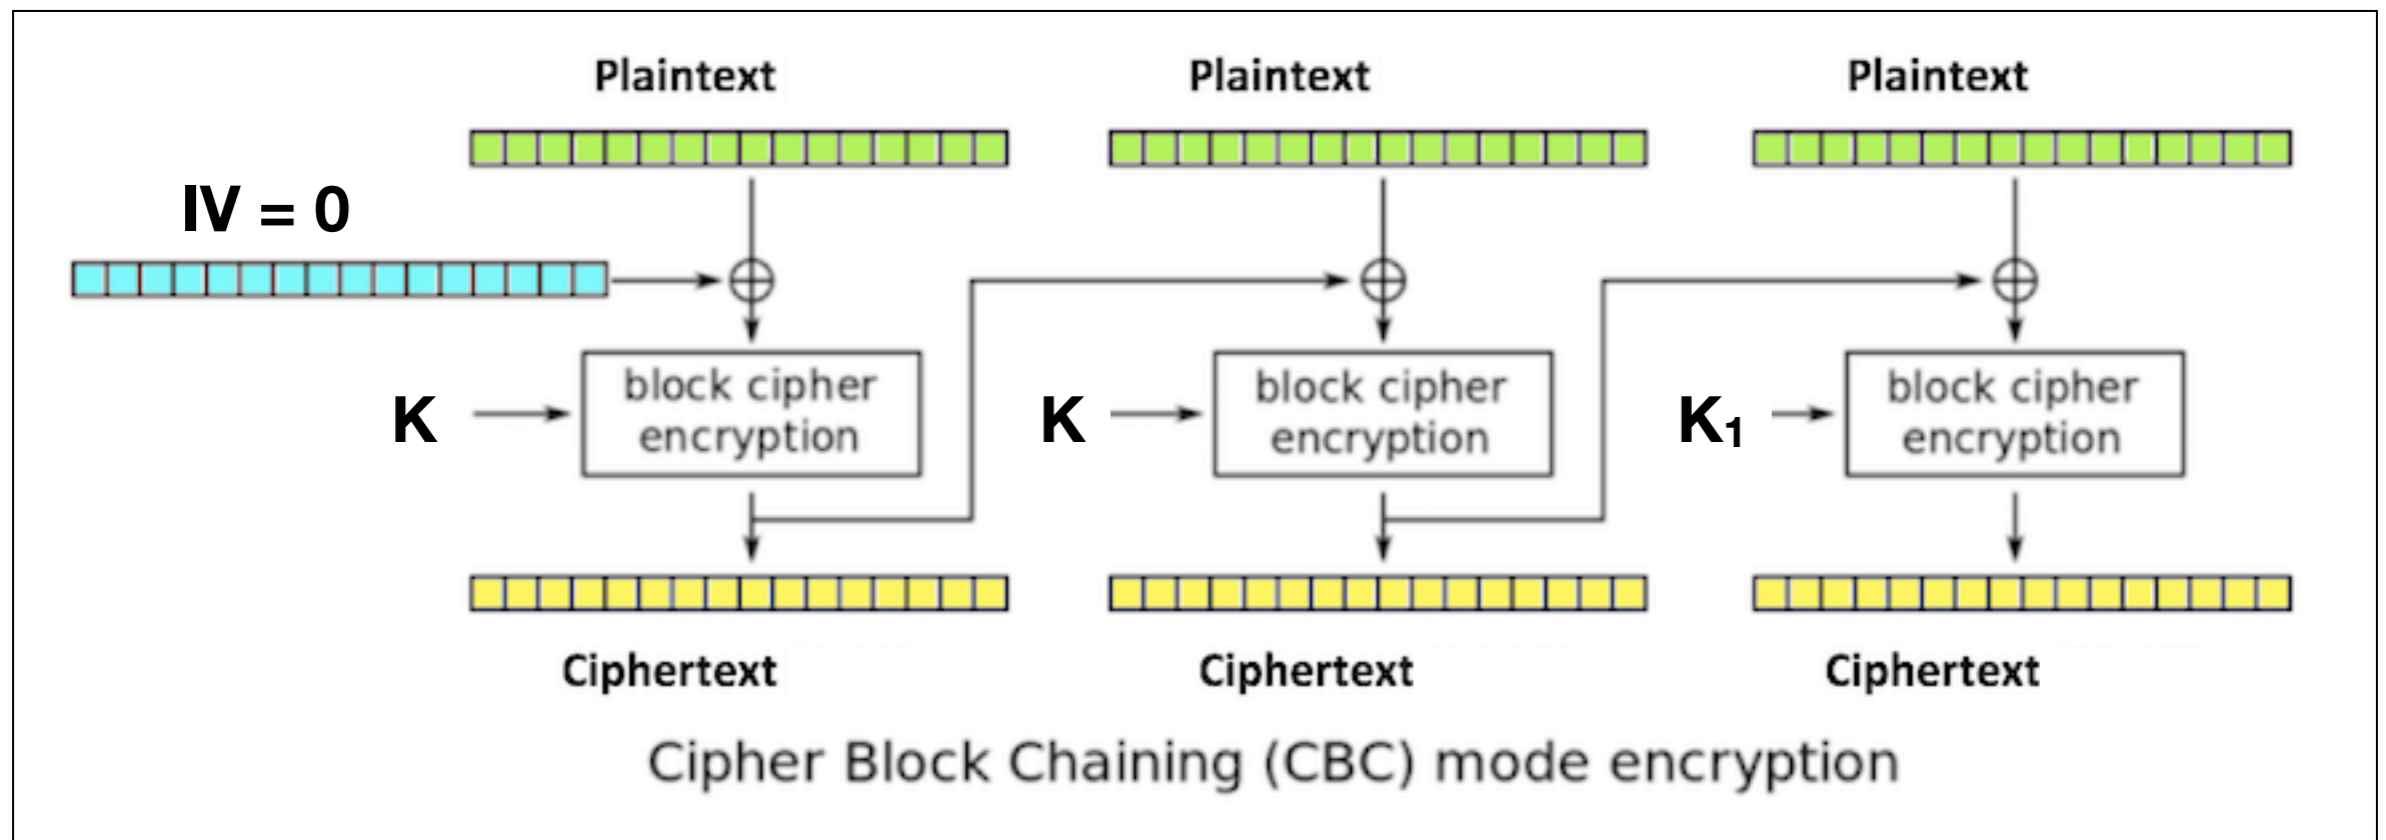 Plaintext Plaintext Plaintext
IV = 0
K block cipher encryption K block cipher encryption K₁ block cipher encryption
Ciphertext Ciphertext Ciphertext
Cipher Block Chaining (CBC) mode encryption